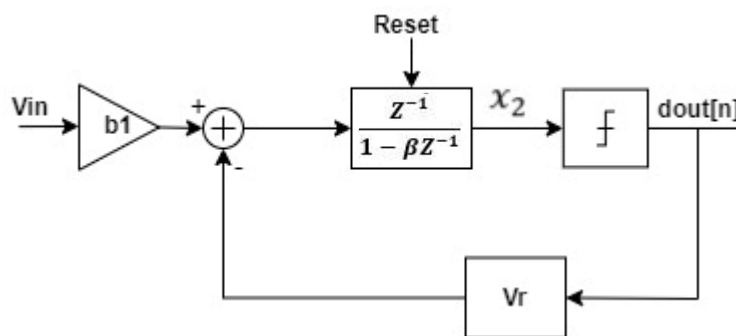 Reset
Vin
b1
+
+
-
Z⁻¹
1 − βZ⁻¹
x₂
dout[n]
Vr